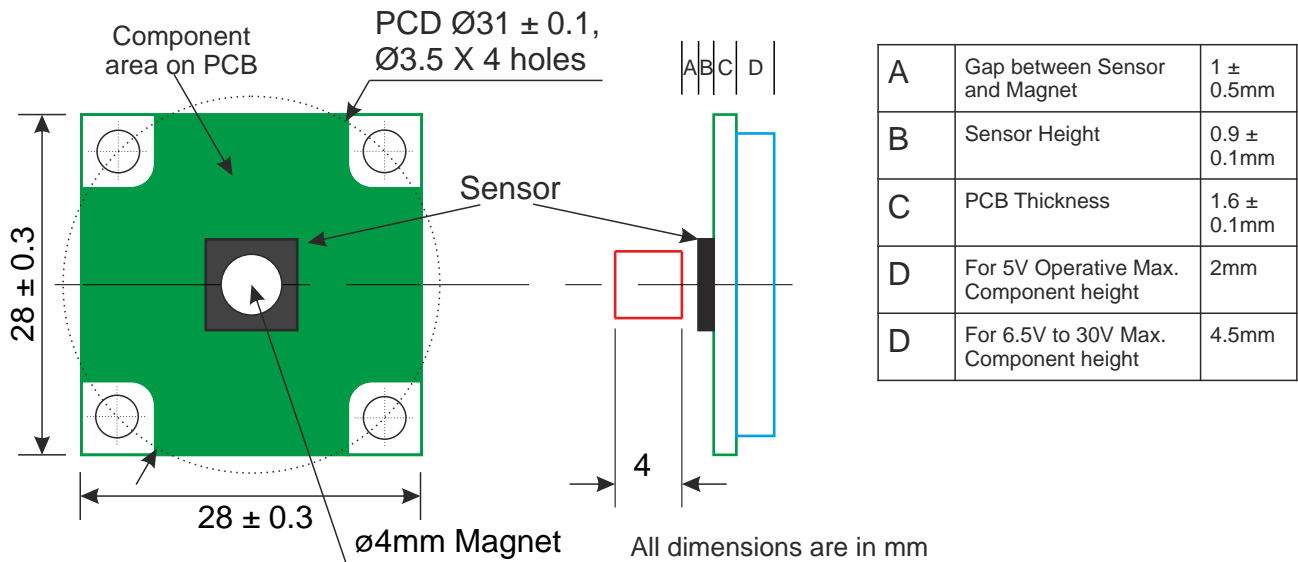 Component
area on PCB
PCD Ø31 ± 0.1,
Ø3.5 X 4 holes
28 ± 0.3
Sensor
28 ± 0.3
ø4mm Magnet
A B C D
4
All dimensions are in mm
A Gap between Sensor 1 ±
and Magnet 0.5mm
B Sensor Height 0.9 ±
0.1mm
C PCB Thickness 1.6 ±
0.1mm
D For 5V Operative Max. 2mm
Component height
D For 6.5V to 30V Max. 4.5mm
Component height